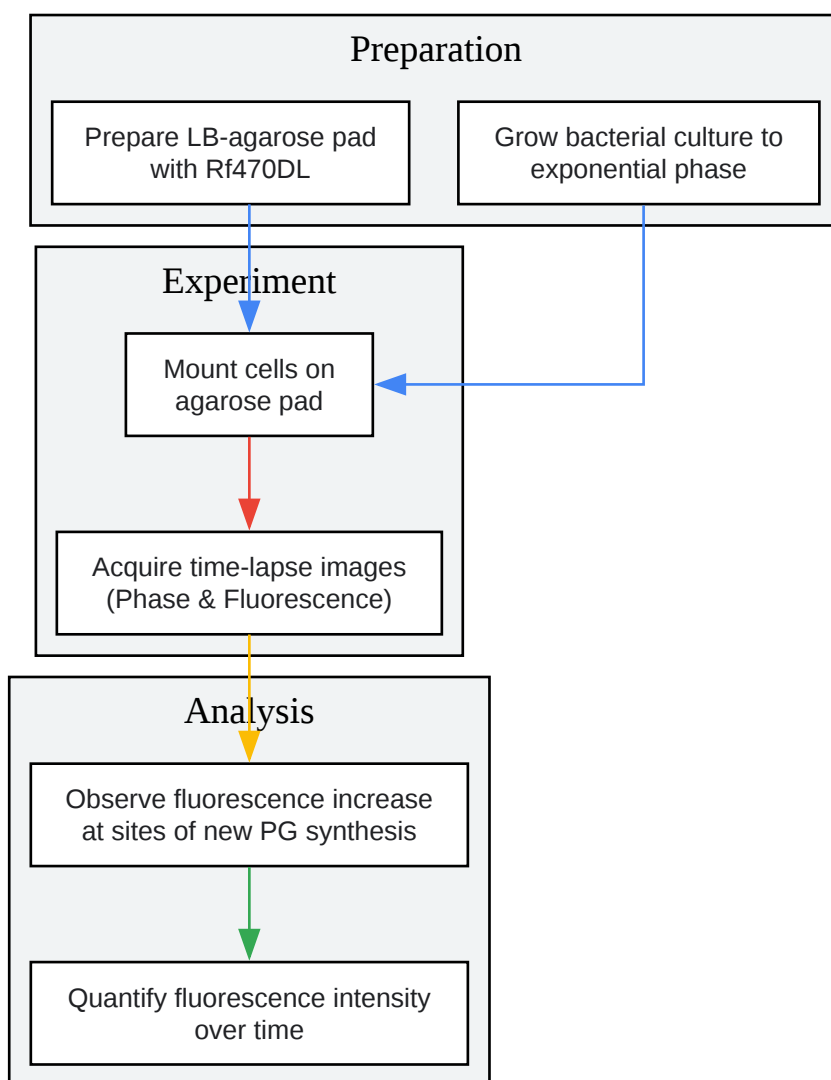 Preparation
Prepare LB-agarose pad
with Rf470DL
Grow bacterial culture to
exponential phase
Experiment
Mount cells on
agarose pad
Acquire time-lapse images
(Phase & Fluorescence)
Analysis
Observe fluorescence increase
at sites of new PG synthesis
Quantify fluorescence intensity
over time